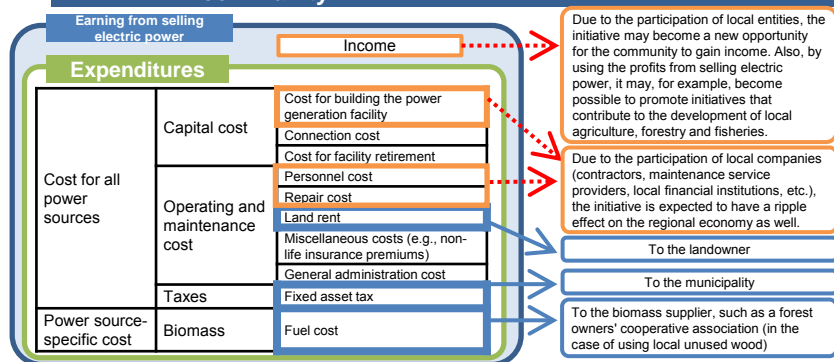 Earning from selling
electric power
Income
Expenditures
Cost for all
power
sources
Capital cost
Cost for building the power
generation facility
Connection cost
Cost for facility retirement
Operating and
maintenance
cost
Personnel cost
Repair cost
Land rent
Miscellaneous costs (e.g., non-
life insurance premiums)
General administration cost
Taxes
Fixed asset tax
Power source-
specific cost
Biomass
Fuel cost
Due to the participation of local entities, the
initiative may become a new opportunity
for the community to gain income. Also, by
using the profits from selling electric
power, it may, for example, become
possible to promote initiatives that
contribute to the development of local
agriculture, forestry and fisheries.
Due to the participation of local companies
(contractors, maintenance service
providers, local financial institutions, etc.),
the initiative is expected to have a ripple
effect on the regional economy as well.
To the landowner
To the municipality
To the biomass supplier, such as a forest
owners' cooperative association (in the
case of using local unused wood)